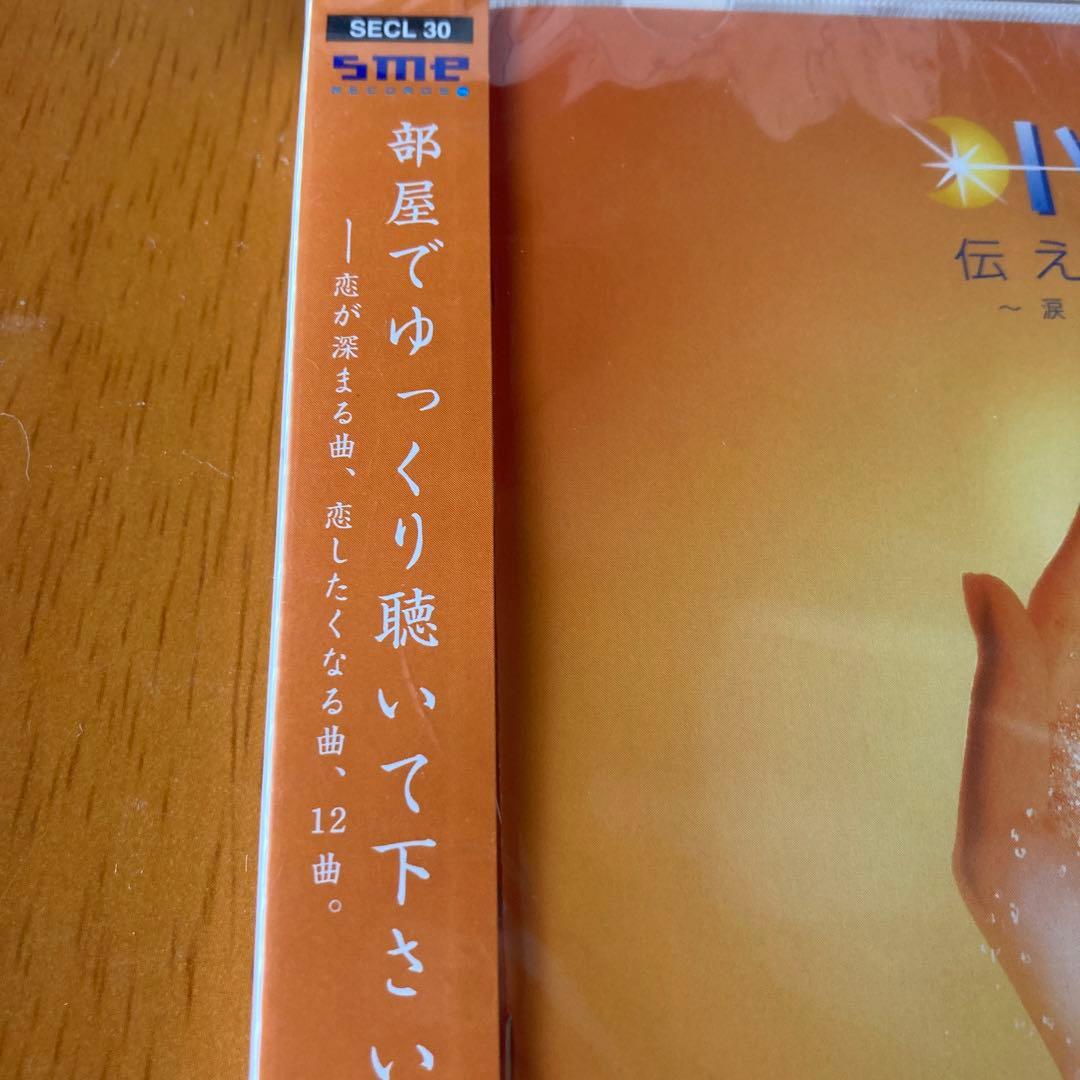 SECL 30
sme
RECORDS
部屋でゆっくり聴いて下さい
―恋が深まる曲、恋したくなる曲、12曲。
伝え
～涙